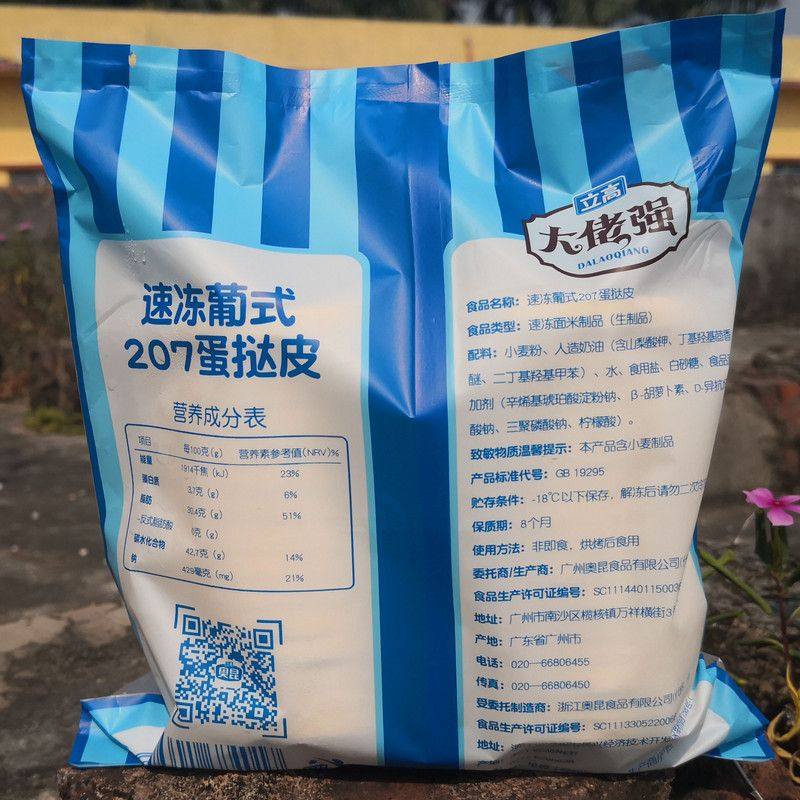 立高
大佬强
DALAOQIANG
速冻葡式
207蛋挞皮
营养成分表
项目 每100克(g) 营养素参考值(NRV)%
能量 1914千焦(kJ) 23%
蛋白质 3.7克(g) 6%
脂肪 30.4克(g) 51%
-反式脂肪酸 0克(g)
碳水化合物 42.7克(g) 14%
钠 429毫克(mg) 21%
奥昆
食品名称：速冻葡式207蛋挞皮
食品类型：速冻面米制品（生制品）
配料：小麦粉、人造奶油（含山梨酸钾、丁基羟基茴香
醚、二丁基羟基甲苯）、水、食用盐、白砂糖、食品添
加剂（辛烯基琥珀酸淀粉钠、β-胡萝卜素、D-异抗坏
酸钠、三聚磷酸钠、柠檬酸）。
致敏物质温馨提示：本产品含小麦制品
产品标准代号：GB 19295
贮存条件：-18℃以下保存，解冻后请勿二次
保质期：8个月
使用方法：非即食，烘烤后食用
委托商/生产商：广州奥昆食品有限公司
食品生产许可证编号：SC1114401150036
地址：广州市南沙区榄核镇万祥横街13
产地：广东省广州市
电话：020—66806455
传真：020—66806450
受委托制造商：浙江奥昆食品有限公司
食品生产许可证编号：SC111330522006
地址：
经济技术开发